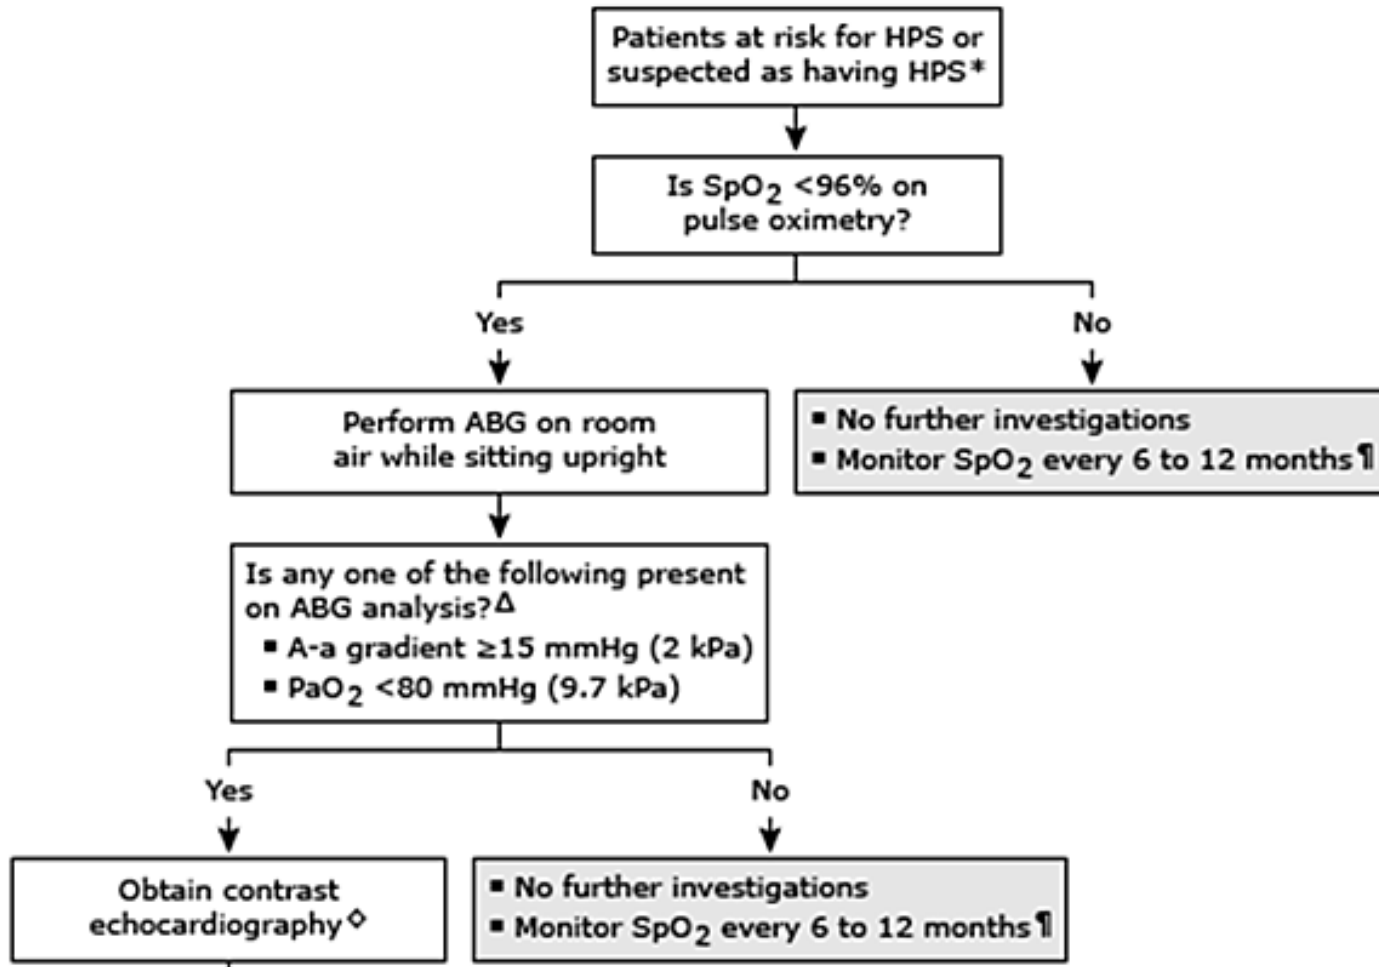 Patients at risk for HPS or
suspected as having HPS*
Is SpO₂ <96% on
pulse oximetry?
Yes
No
Perform ABG on room
air while sitting upright
▪ No further investigations
▪ Monitor SpO₂ every 6 to 12 months¶
Is any one of the following present
on ABG analysis?Δ
▪ A-a gradient ≥15 mmHg (2 kPa)
▪ PaO₂ <80 mmHg (9.7 kPa)
Yes
No
Obtain contrast
echocardiography◇
▪ No further investigations
▪ Monitor SpO₂ every 6 to 12 months¶